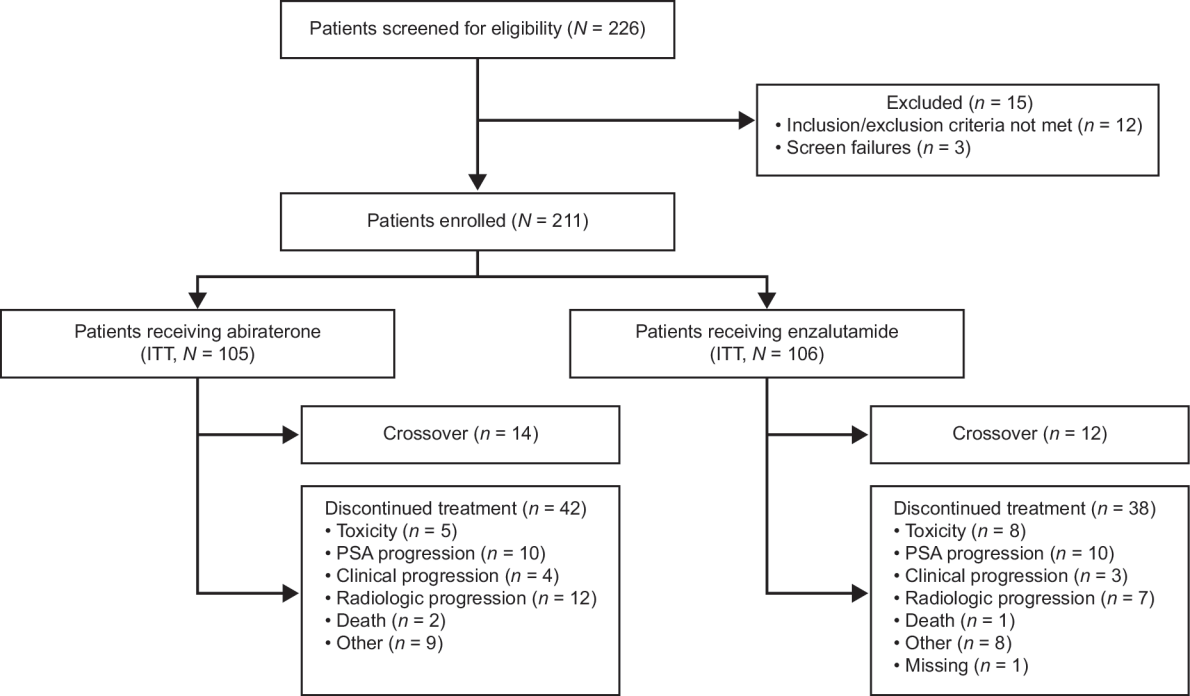 Patients screened for eligibility (N = 226)
Excluded (n = 15)
• Inclusion/exclusion criteria not met (n = 12)
• Screen failures (n = 3)
Patients enrolled (N = 211)
Patients receiving abiraterone
(ITT, N = 105)
Patients receiving enzalutamide
(ITT, N = 106)
Crossover (n = 14)
Crossover (n = 12)
Discontinued treatment (n = 42)
• Toxicity (n = 5)
• PSA progression (n = 10)
• Clinical progression (n = 4)
• Radiologic progression (n = 12)
• Death (n = 2)
• Other (n = 9)
Discontinued treatment (n = 38)
• Toxicity (n = 8)
• PSA progression (n = 10)
• Clinical progression (n = 3)
• Radiologic progression (n = 7)
• Death (n = 1)
• Other (n = 8)
• Missing (n = 1)